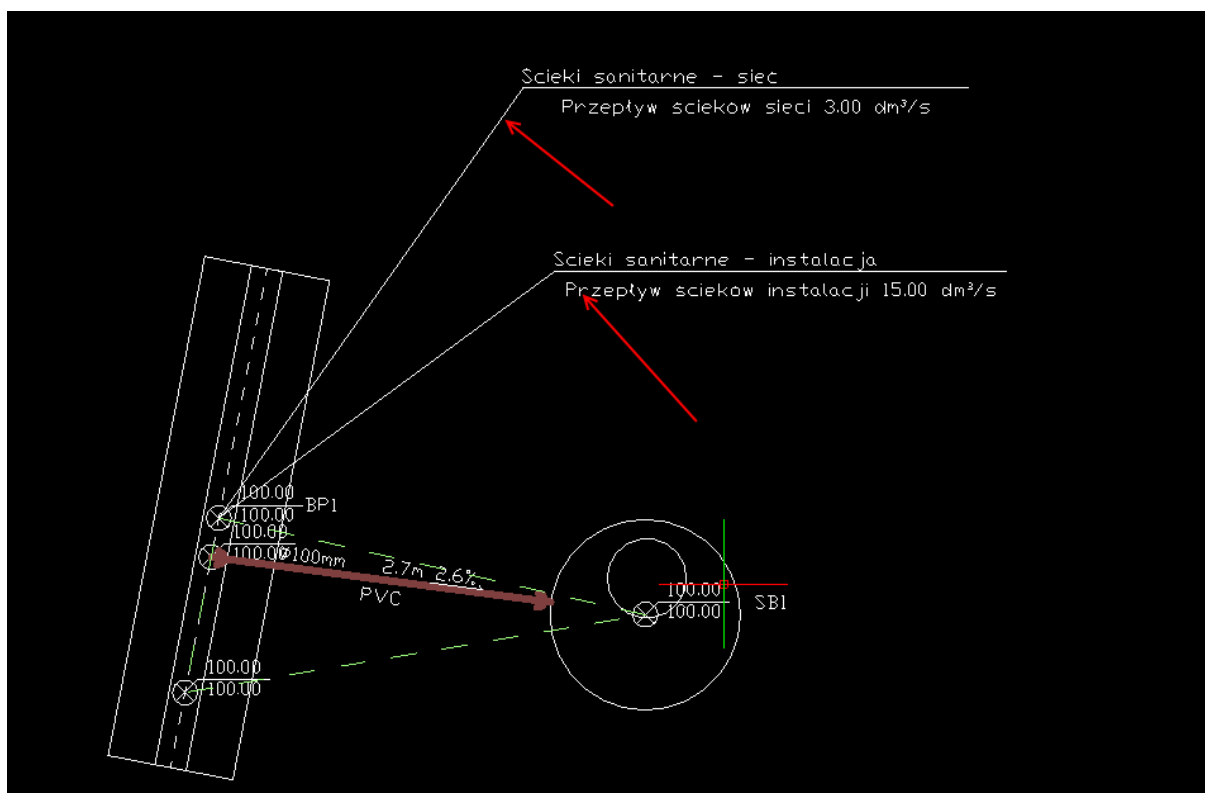 Scieki sanitarne - siec
Przepływ sciekow sieci 3.00 dm³/s
Scieki sanitarne - instalacja
Przepływ sciekow instalacji 15.00 dm³/s
100.00
100.00
BP1
100.00
100.00
Φ100mm
2.7m 2.6%
PVC
100.00
100.00
SB1
100.00
100.00